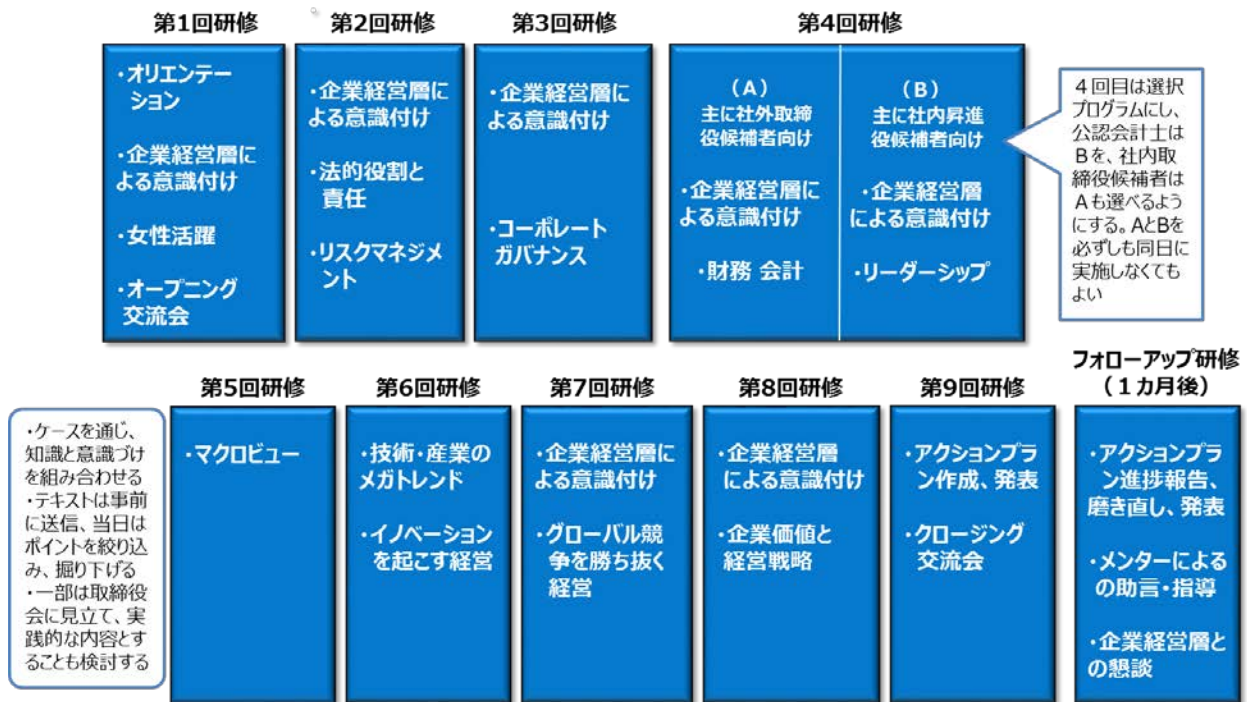 第1回研修
・オリエンテー
ション
・企業経営層に
よる意識付け
・女性活躍
・オープニング
交流会
第2回研修
・企業経営層に
よる意識付け
・法的役割と
責任
・リスクマネジメ
ント
第3回研修
・企業経営層に
よる意識付け
・コーポレート
ガバナンス
第4回研修
（A）
主に社外取締
役候補者向け
・企業経営層に
よる意識付け
・財務 会計
（B）
主に社内昇進
役候補者向け
・企業経営層
による意識付け
・リーダーシップ
４回目は選択
プログラムにし、
公認会計士は
Bを、社内取
締役候補者は
Aも選べるよう
にする。AとBを
必ずしも同日に
実施しなくても
よい
・ケースを通じ、
知識と意識づけ
を組み合わせる
・テキストは事前
に送信、当日は
ポイントを絞り込
み、掘り下げる
・一部は取締役
会に見立て、実
践的な内容とす
ることも検討する
第5回研修
・マクロビュー
第6回研修
・技術・産業の
メガトレンド
・イノベーション
を起こす経営
第7回研修
・企業経営層に
よる意識付け
・グローバル競
争を勝ち抜く
経営
第8回研修
・企業経営層
による意識付け
・企業価値と
経営戦略
第9回研修
・アクションプラ
ン作成、発表
・クロージング
交流会
フォローアップ研修
（１カ月後）
・アクションプラ
ン進捗報告、
磨き直し、発表
・メンターによる
の助言・指導
・企業経営層と
の懇談